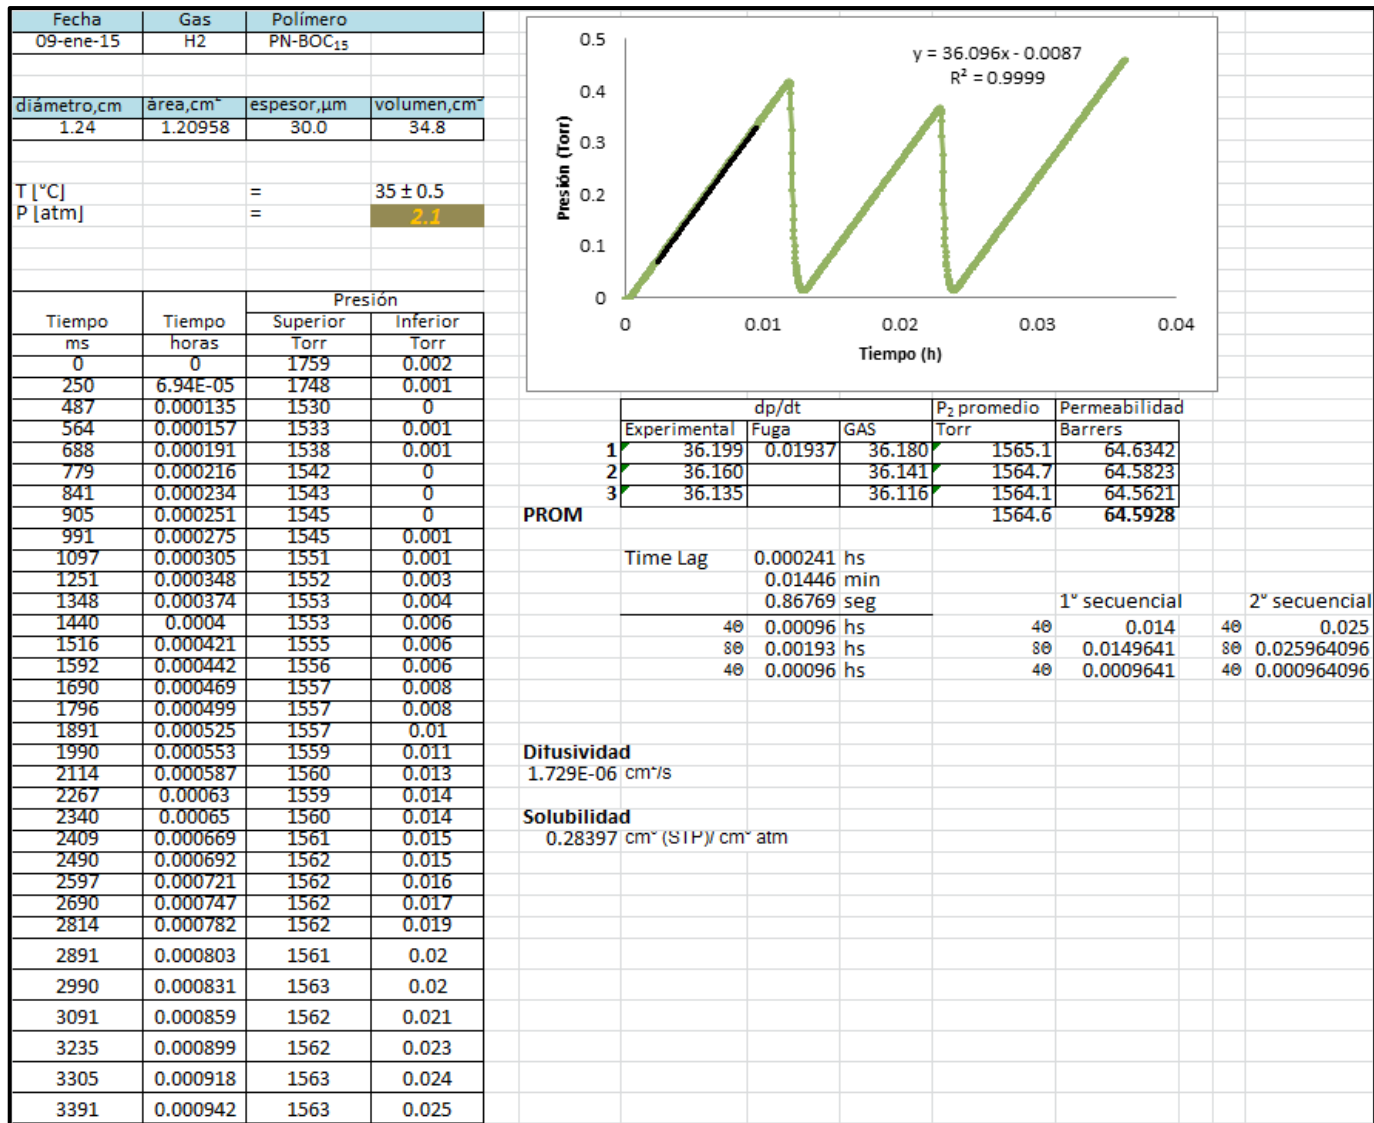 Fecha Gas Polímero
09-ene-15 H2 PN-BOC₁₅
diámetro,cm área,cm² espesor,µm volumen,cm³
1.24 1.20958 30.0 34.8
T [°C] = 35 ± 0.5
P [atm] = 2.1
Presión
Tiempo Tiempo Superior Inferior
ms horas Torr Torr
0 0 1759 0.002
250 6.94E-05 1748 0.001
487 0.000135 1530 0
564 0.000157 1533 0.001
688 0.000191 1538 0.001
779 0.000216 1542 0
841 0.000234 1543 0
905 0.000251 1545 0
991 0.000275 1545 0.001
1097 0.000305 1551 0.001
1251 0.000348 1552 0.003
1348 0.000374 1553 0.004
1440 0.0004 1553 0.006
1516 0.000421 1555 0.006
1592 0.000442 1556 0.006
1690 0.000469 1557 0.008
1796 0.000499 1557 0.008
1891 0.000525 1557 0.01
1990 0.000553 1559 0.011
2114 0.000587 1560 0.013
2267 0.00063 1559 0.014
2340 0.00065 1560 0.014
2409 0.000669 1561 0.015
2490 0.000692 1562 0.015
2597 0.000721 1562 0.016
2690 0.000747 1562 0.017
2814 0.000782 1562 0.019
2891 0.000803 1561 0.02
2990 0.000831 1563 0.02
3091 0.000859 1562 0.021
3235 0.000899 1562 0.023
3305 0.000918 1563 0.024
3391 0.000942 1563 0.025
y = 36.096x - 0.0087
R² = 0.9999
Presión (Torr)
0.5
0.4
0.3
0.2
0.1
0
0 0.01 0.02 0.03 0.04
Tiempo (h)
dp/dt P₂ promedio Permeabilidad
Experimental Fuga GAS Torr Barrers
1 36.199 0.01937 36.180 1565.1 64.6342
2 36.160 36.141 1564.7 64.5823
3 36.135 36.116 1564.1 64.5621
PROM 1564.6 64.5928
Time Lag 0.000241 hs
0.01446 min
0.86769 seg 1° secuencial 2° secuencial
4θ 0.00096 hs 4θ 0.014 4θ 0.025
8θ 0.00193 hs 8θ 0.0149641 8θ 0.025964096
4θ 0.00096 hs 4θ 0.0009641 4θ 0.000964096
Difusividad
1.729E-06 cm²/s
Solubilidad
0.28397 cm³ (STP)/ cm³ atm